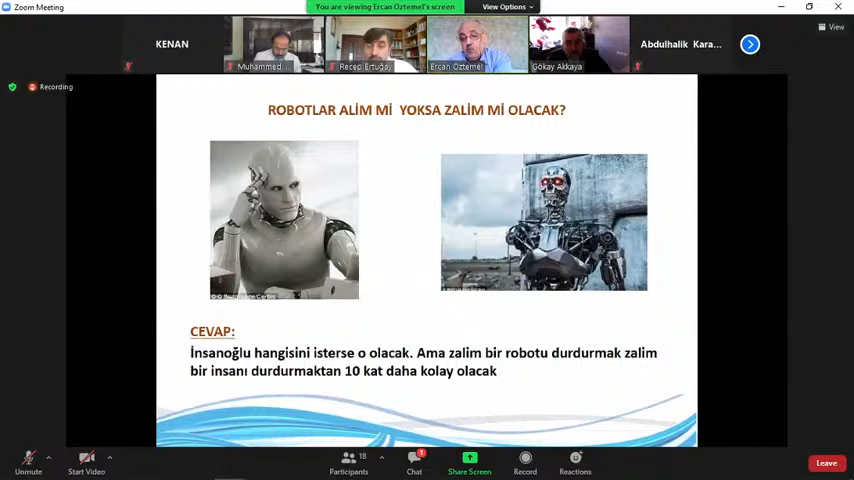 Zoom Meeting
You are viewing Ercan Oztemel's screen
View Options
KENAN
Muhammed ...
Recep Ertuğay
Ercan Oztemel
Gökay Akkaya
Abdulhalik Kara...
View
Recording
ROBOTLAR ALİM Mİ YOKSA ZALİM Mİ OLACAK?
CEVAP:
İnsanoğlu hangisini isterse o olacak. Ama zalim bir robotu durdurmak zalim
bir insanı durdurmaktan 10 kat daha kolay olacak
Unmute
Start Video
18
Participants
1
Chat
Share Screen
Record
Reactions
Leave